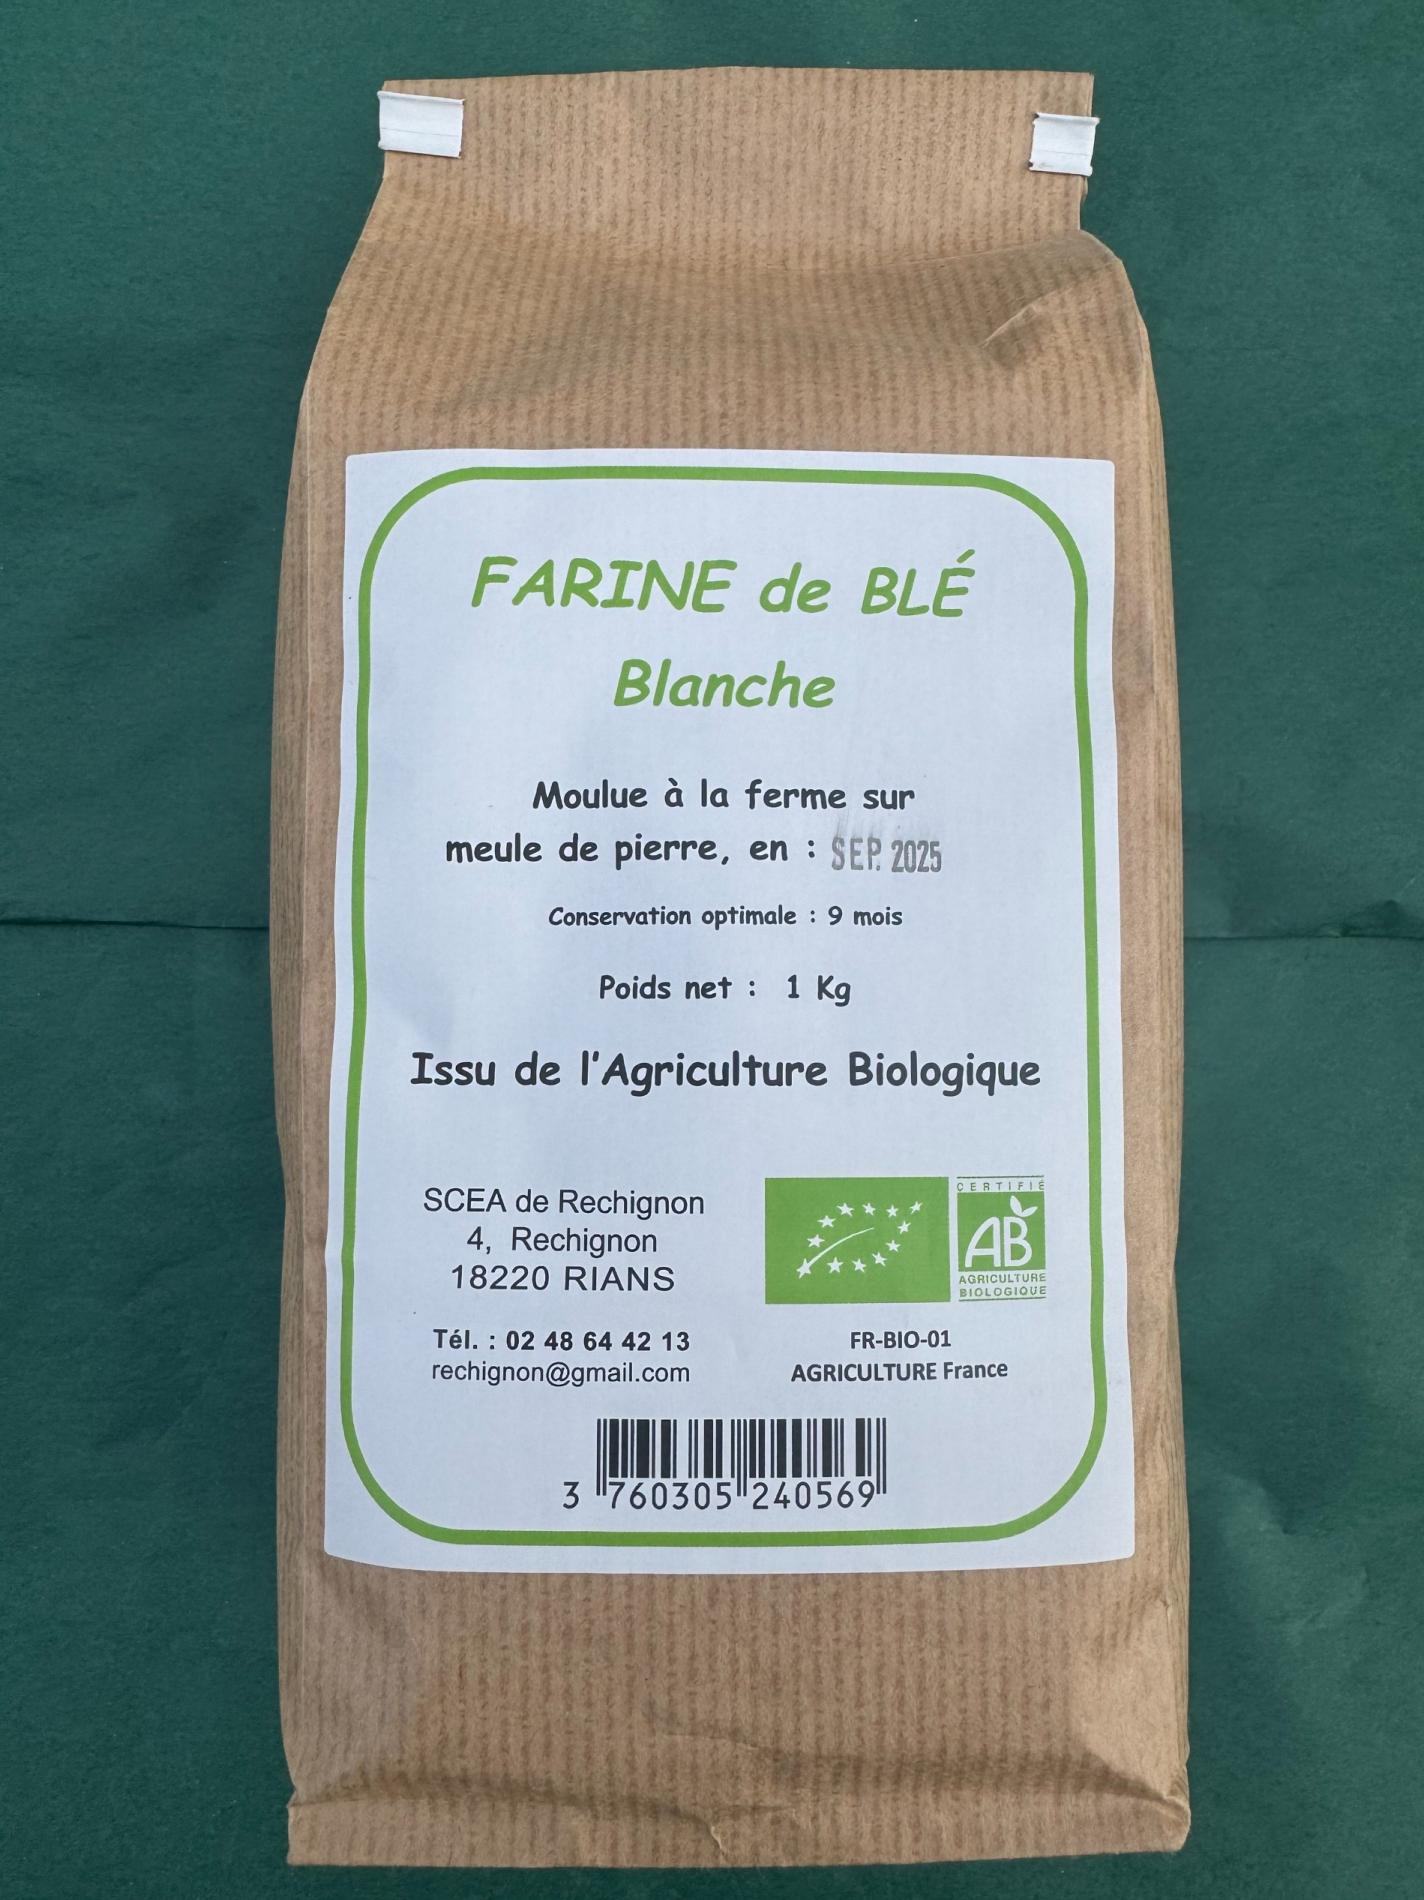 FARINE de BLÉ
Blanche
Moulue à la ferme sur
meule de pierre, en : SEP. 2025
Conservation optimale : 9 mois
Poids net : 1 Kg
Issu de l'Agriculture Biologique
SCEA de Rechignon
4, Rechignon
18220 RIANS
Tél. : 02 48 64 42 13
rechignon@gmail.com
CERTIFIÉ
AB
AGRICULTURE
BIOLOGIQUE
FR-BIO-01
AGRICULTURE France
3 760305 240569